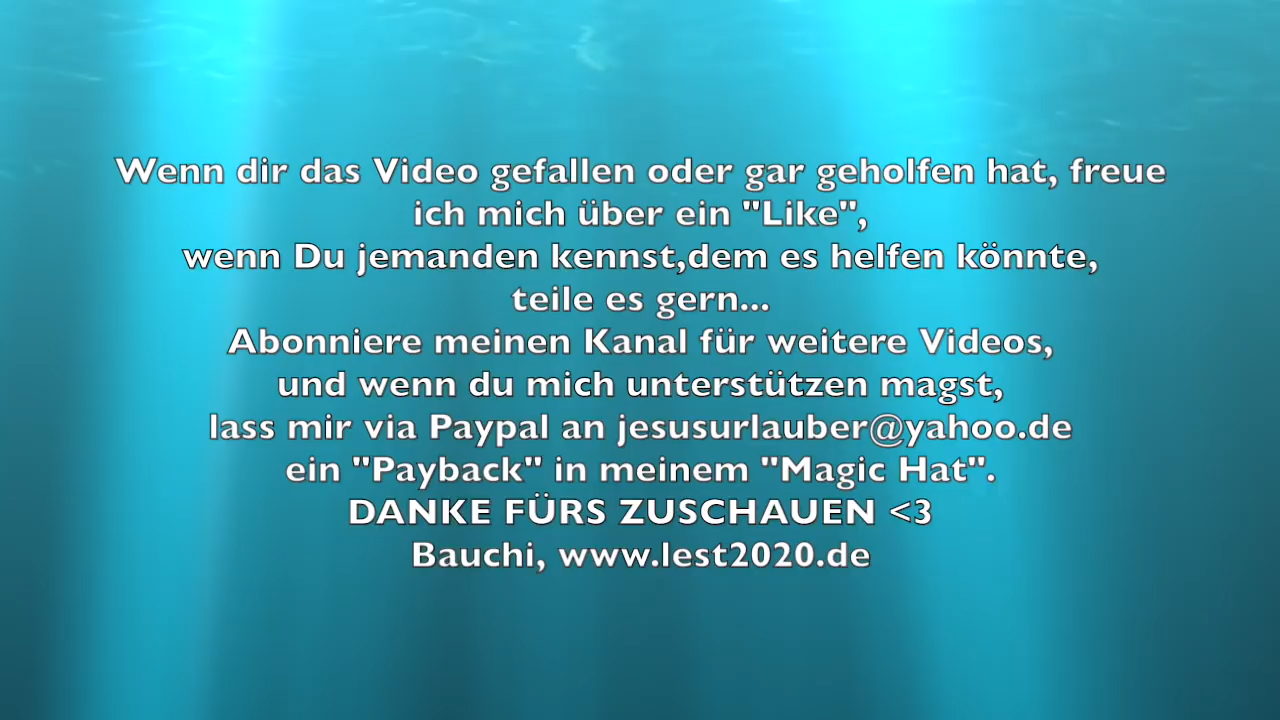 Wenn dir das Video gefallen oder gar geholfen hat, freue
ich mich über ein "Like",
wenn Du jemanden kennst,dem es helfen könnte,
teile es gern...
Abonniere meinen Kanal für weitere Videos,
und wenn du mich unterstützen magst,
lass mir via Paypal an jesusurlauber@yahoo.de
ein "Payback" in meinem "Magic Hat".
DANKE FÜRS ZUSCHAUEN <3
Bauchi, www.lest2020.de